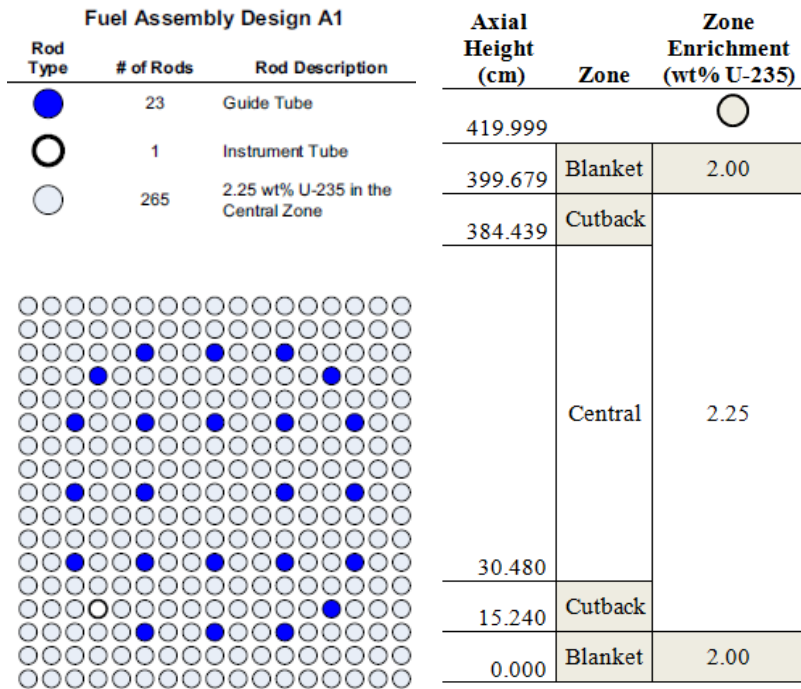 Fuel Assembly Design A1
Rod
Type
# of Rods
Rod Description
23
Guide Tube
1
Instrument Tube
265
2.25 wt% U-235 in the
Central Zone
Axial
Height
(cm)
Zone
Zone
Enrichment
(wt% U-235)
419.999
399.679
Blanket
2.00
384.439
Cutback
Central
2.25
30.480
15.240
Cutback
0.000
Blanket
2.00